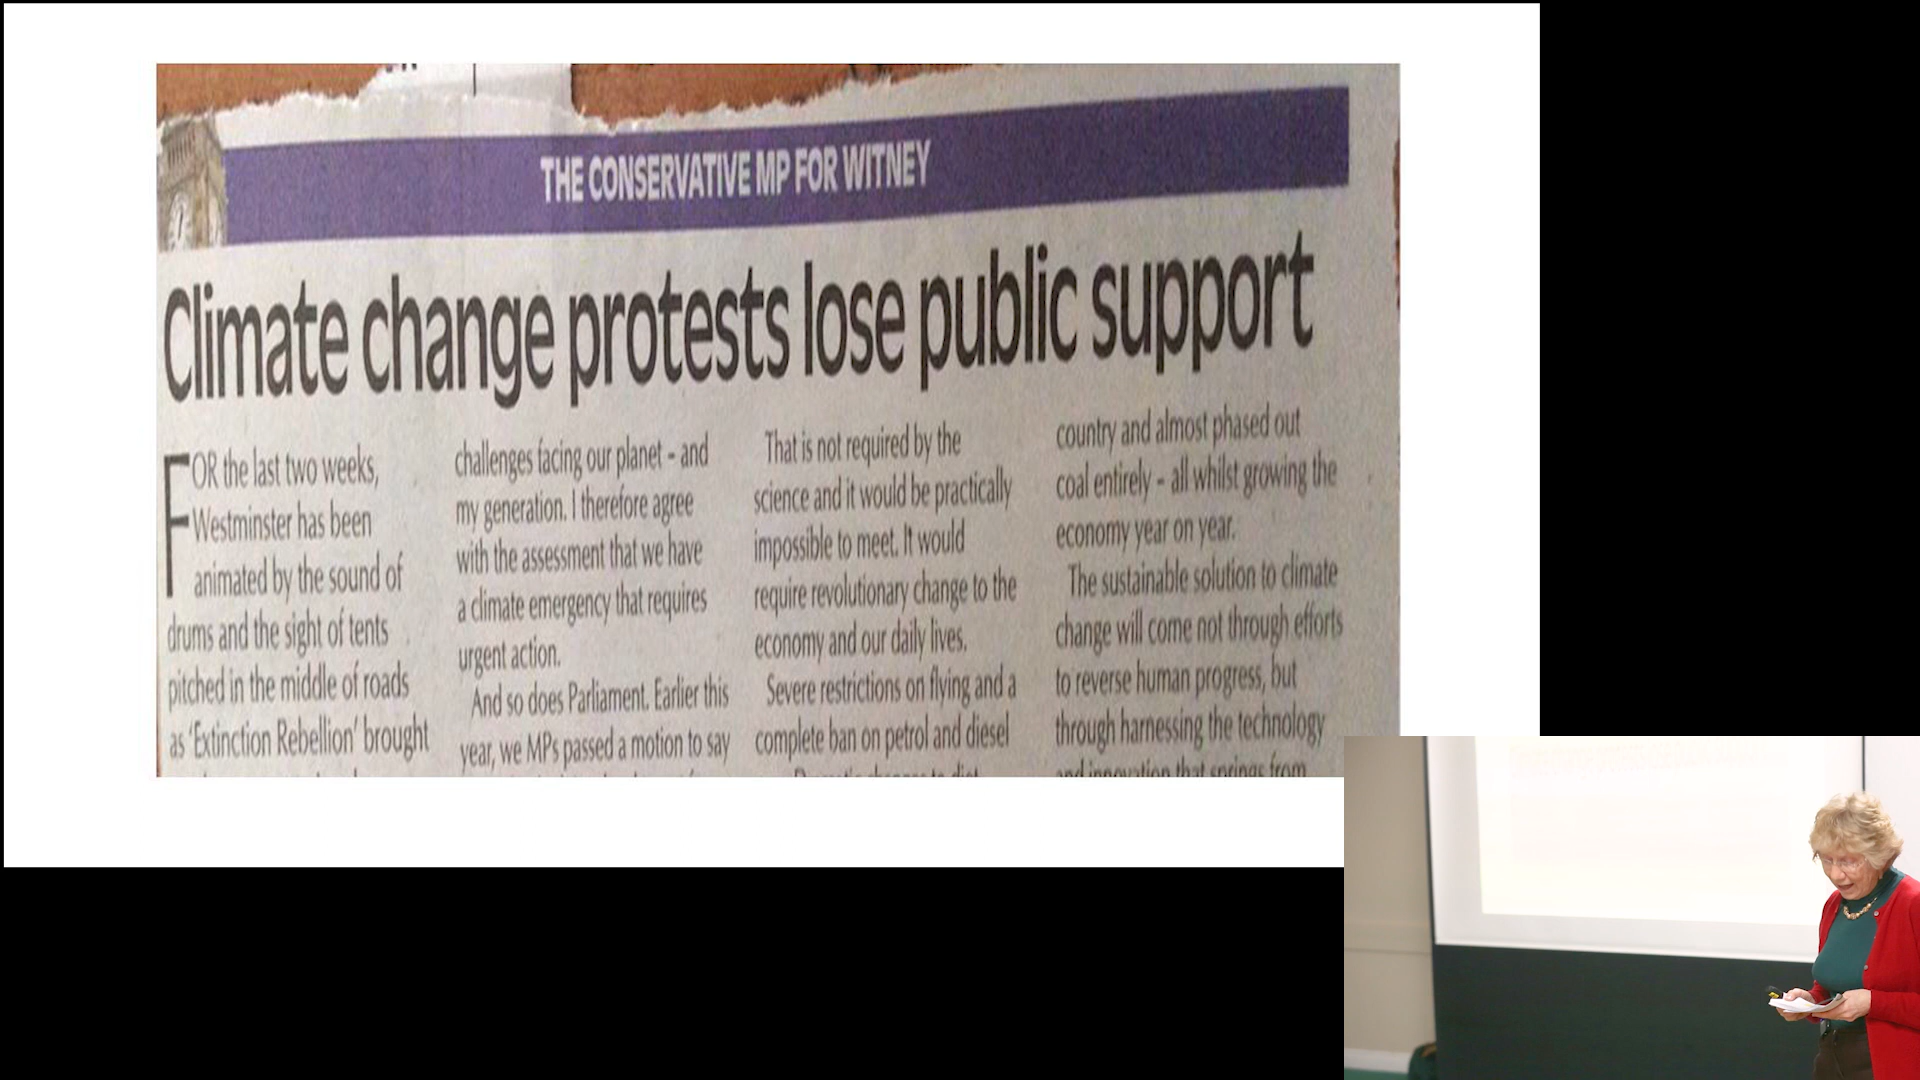 THE CONSERVATIVE MP FOR WITNEY
Climate change protests lose public support
FOR the last two weeks,
Westminster has been
animated by the sound of
drums and the sight of tents
pitched in the middle of roads
as ‘Extinction Rebellion’ brought
challenges facing our planet – and
my generation. I therefore agree
with the assessment that we have
a climate emergency that requires
urgent action.
And so does Parliament. Earlier this
year, we MPs passed a motion to say
That is not required by the
science and it would be practically
impossible to meet. It would
require revolutionary change to the
economy and our daily lives.
Severe restrictions on flying and a
complete ban on petrol and diesel
country and almost phased out
coal entirely – all whilst growing the
economy year on year.
The sustainable solution to climate
change will come not through efforts
to reverse human progress, but
through harnessing the technology
and innovation that springs from